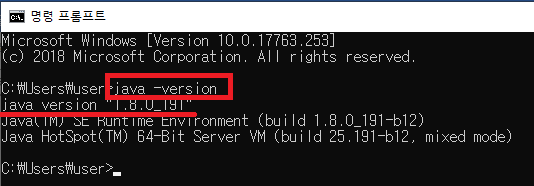 명령 프롬프트
Microsoft Windows [Version 10.0.17763.253]
(c) 2018 Microsoft Corporation. All rights reserved.
C:₩Users₩user>java -version
java version "1.8.0_191"
Java(TM) SE Runtime Environment (build 1.8.0_191-b12)
Java HotSpot(TM) 64-Bit Server VM (build 25.191-b12, mixed mode)
C:₩Users₩user>_